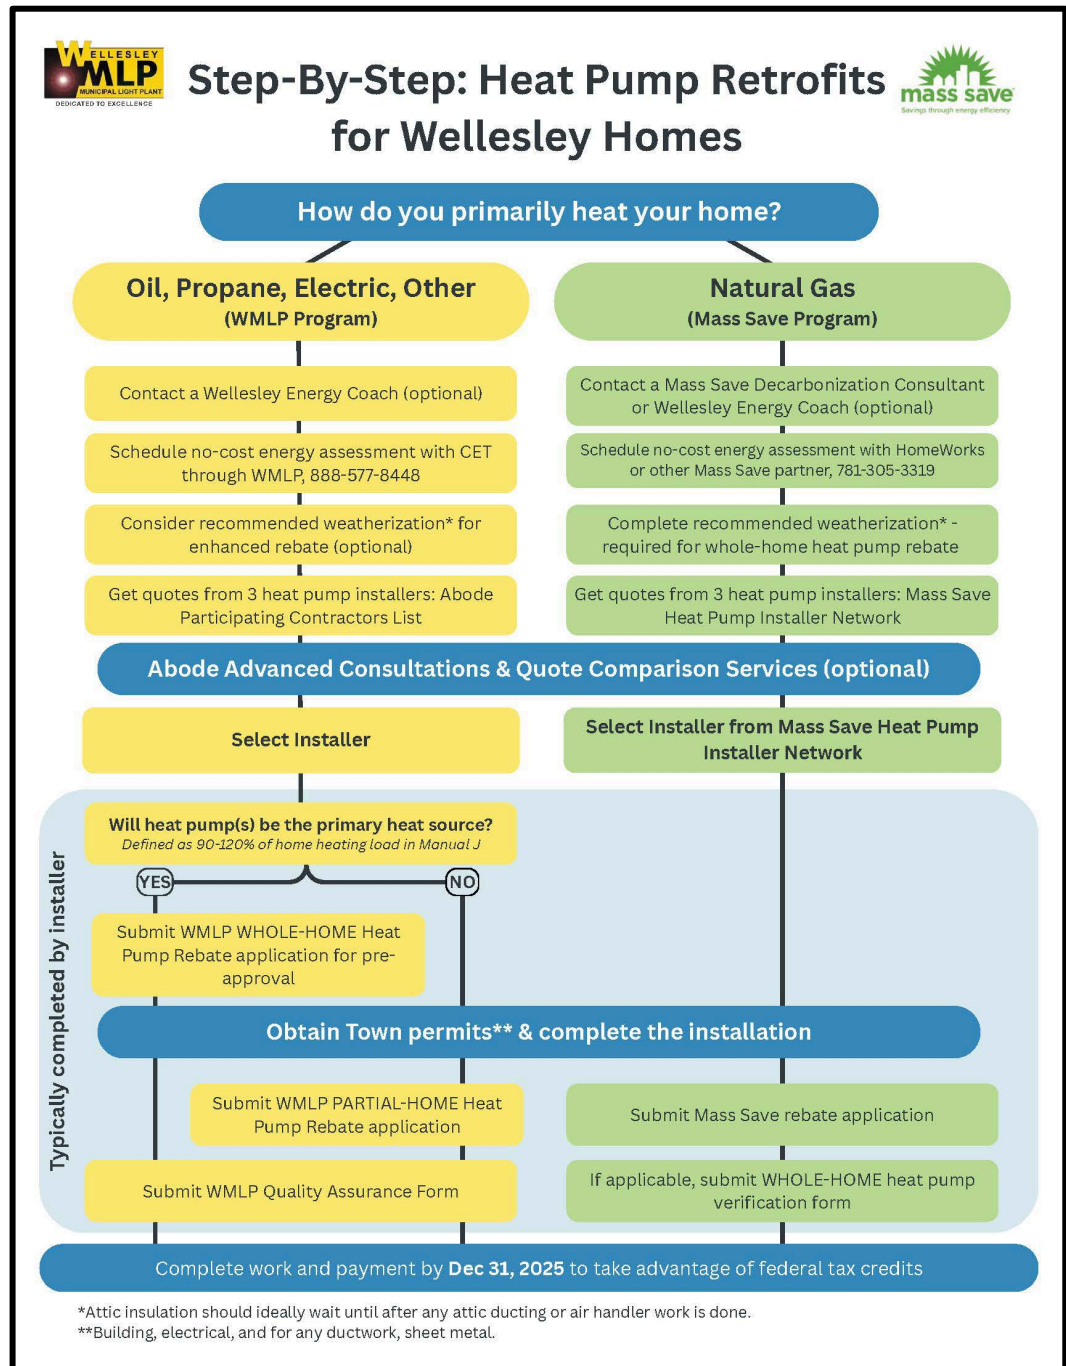 WELLESLEY
WMLP
MUNICIPAL LIGHT PLANT
DEDICATED TO EXCELLENCE
Step-By-Step: Heat Pump Retrofits
for Wellesley Homes
mass save
Savings through energy efficiency
How do you primarily heat your home?
Oil, Propane, Electric, Other
(WMLP Program)
Contact a Wellesley Energy Coach (optional)
Schedule no-cost energy assessment with CET
through WMLP, 888-577-8448
Consider recommended weatherization* for
enhanced rebate (optional)
Get quotes from 3 heat pump installers: Abode
Participating Contractors List
Natural Gas
(Mass Save Program)
Contact a Mass Save Decarbonization Consultant
or Wellesley Energy Coach (optional)
Schedule no-cost energy assessment with HomeWorks
or other Mass Save partner, 781-305-3319
Complete recommended weatherization* -
required for whole-home heat pump rebate
Get quotes from 3 heat pump installers: Mass Save
Heat Pump Installer Network
Abode Advanced Consultations & Quote Comparison Services (optional)
Select Installer
Select Installer from Mass Save Heat Pump
Installer Network
Typically completed by installer
Will heat pump(s) be the primary heat source?
Defined as 90-120% of home heating load in Manual J
YES
NO
Submit WMLP WHOLE-HOME Heat
Pump Rebate application for pre-
approval
Obtain Town permits** & complete the installation
Submit WMLP PARTIAL-HOME Heat
Pump Rebate application
Submit WMLP Quality Assurance Form
Submit Mass Save rebate application
If applicable, submit WHOLE-HOME heat pump
verification form
Complete work and payment by Dec 31, 2025 to take advantage of federal tax credits
*Attic insulation should ideally wait until after any attic ducting or air handler work is done.
**Building, electrical, and for any ductwork, sheet metal.